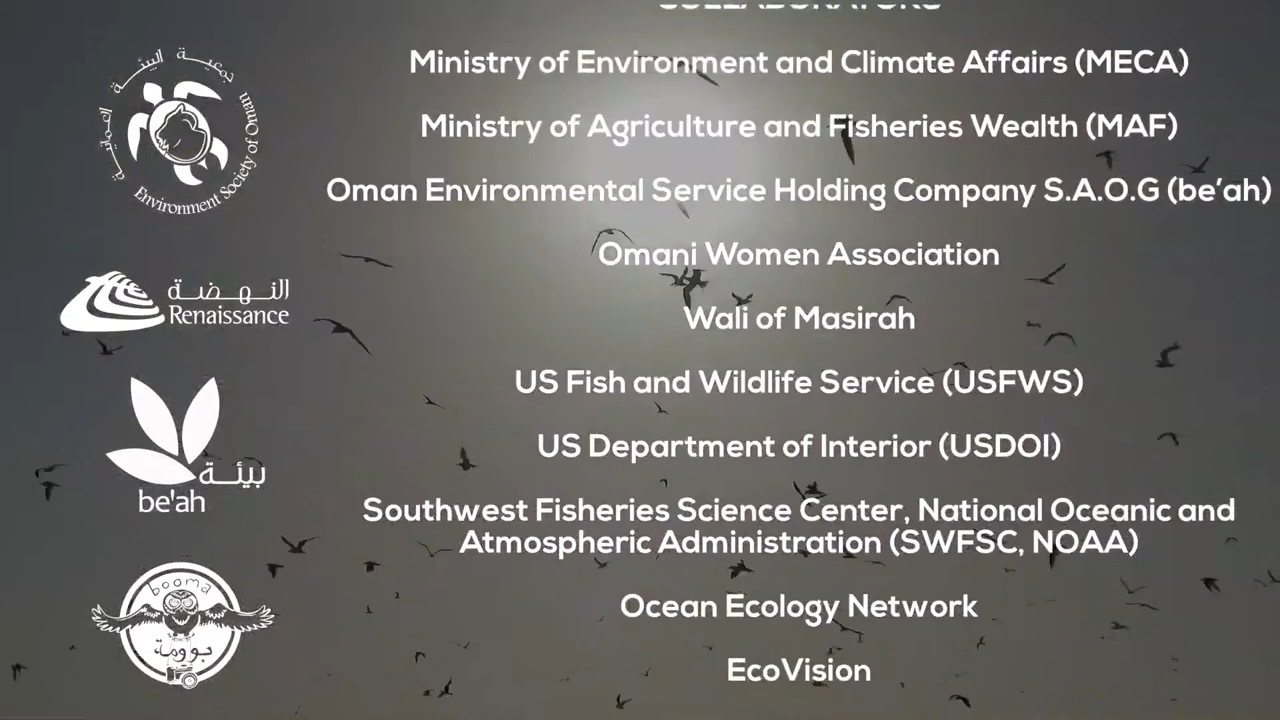 COLLABORATORS
Ministry of Environment and Climate Affairs (MECA)
Ministry of Agriculture and Fisheries Wealth (MAF)
Oman Environmental Service Holding Company S.A.O.G (be’ah)
Omani Women Association
Wali of Masirah
US Fish and Wildlife Service (USFWS)
US Department of Interior (USDOI)
Southwest Fisheries Science Center, National Oceanic and
Atmospheric Administration (SWFSC, NOAA)
Ocean Ecology Network
EcoVision
جمعية البيئة العمانية
Environment Society of Oman
النهضة
Renaissance
بيئة
be'ah
booma
بوومة